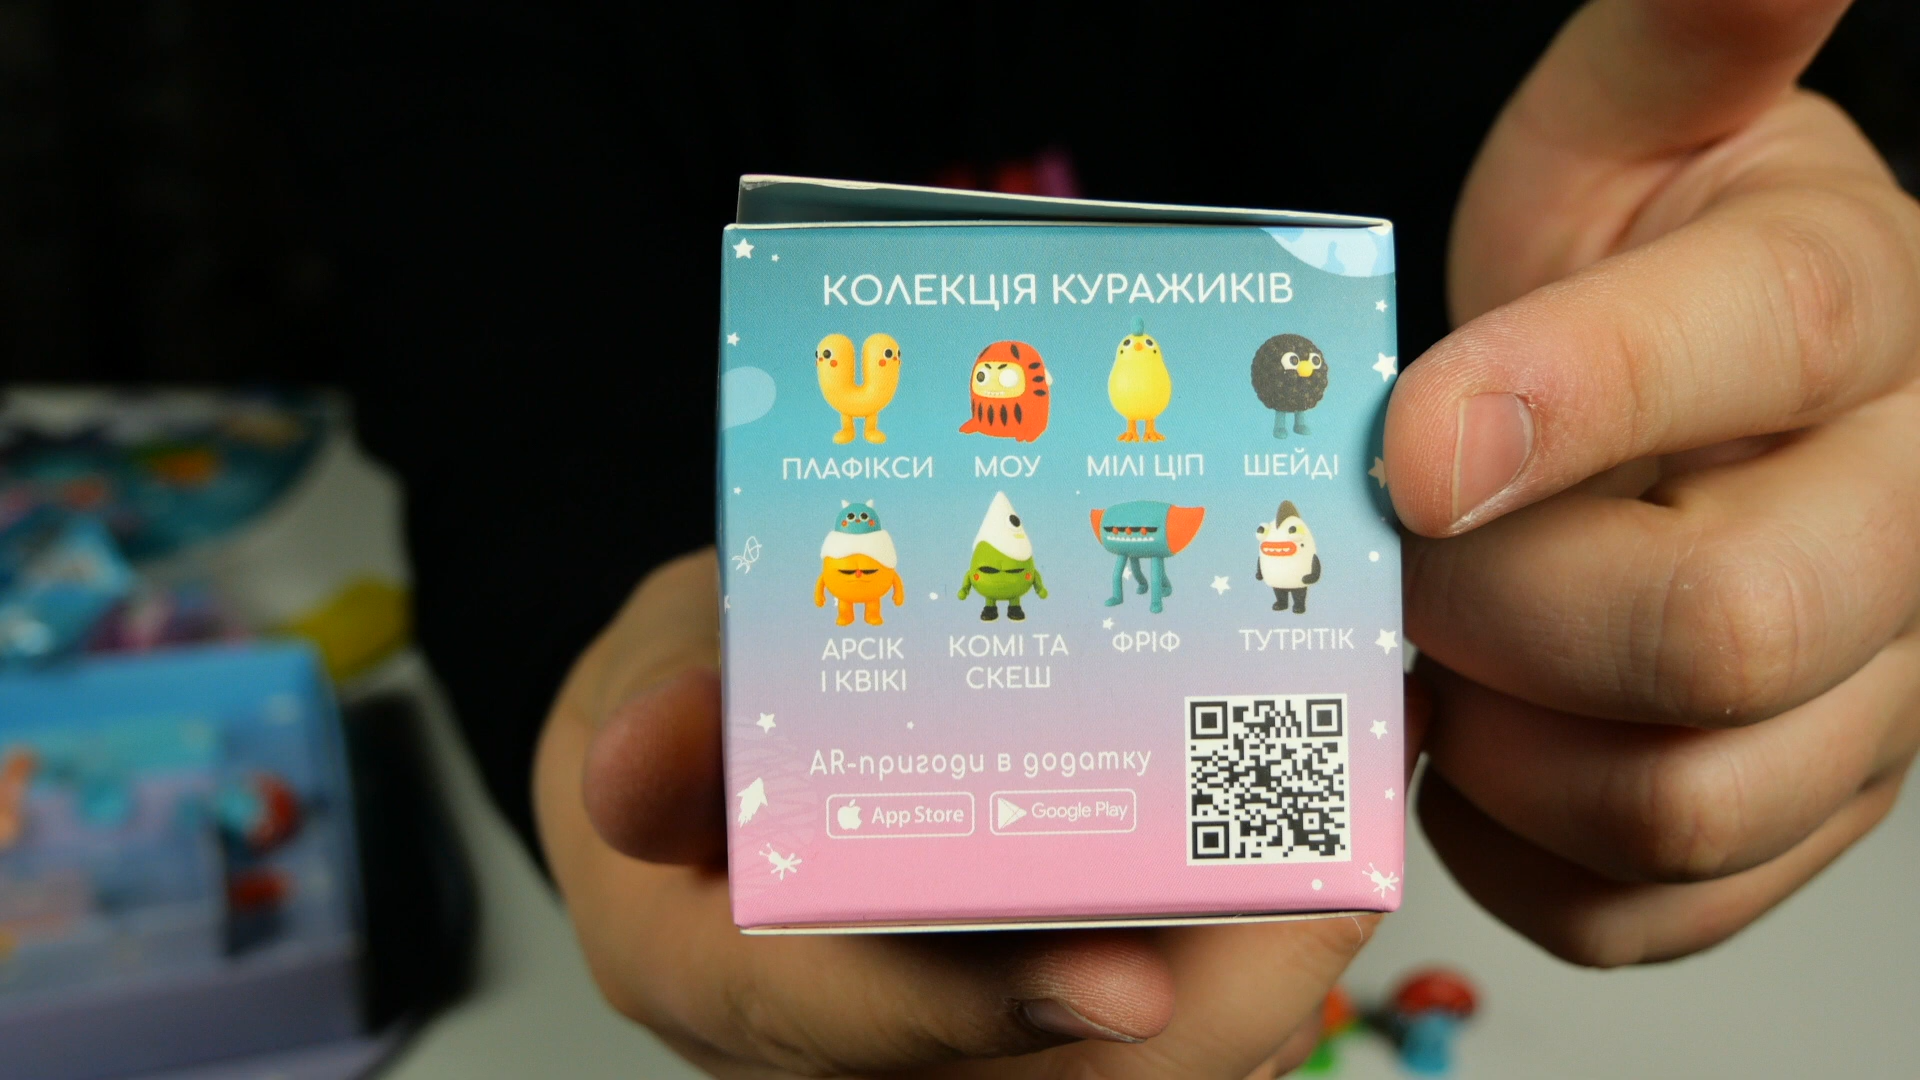 КОЛЕКЦІЯ КУРАЖИКІВ
ПЛАФІКСИ МОУ МІЛІ ЦІП ШЕЙДІ
АРСІК КОМІ ТА ФРІФ ТУТРІТІК
І КВІКІ СКЕШ
AR-пригоди в додатку
App Store Google Play